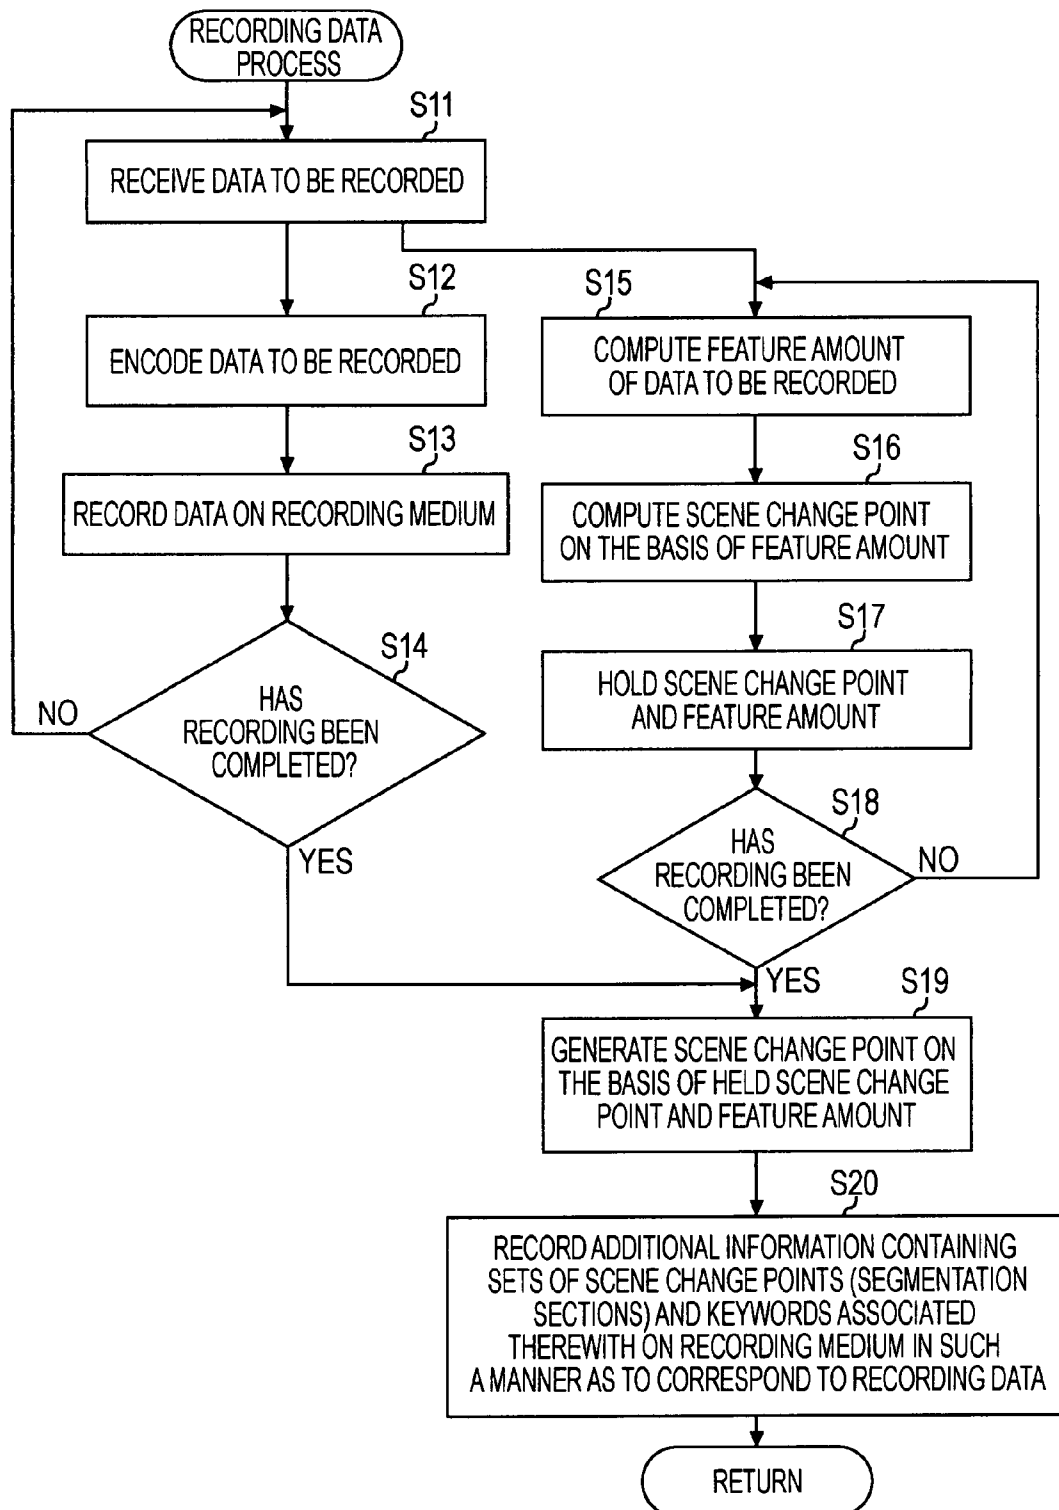 RECORDING DATA
PROCESS
S11
RECEIVE DATA TO BE RECORDED
S12
ENCODE DATA TO BE RECORDED
S13
RECORD DATA ON RECORDING MEDIUM
S14
HAS
RECORDING BEEN
COMPLETED?
NO
YES
S15
COMPUTE FEATURE AMOUNT
OF DATA TO BE RECORDED
S16
COMPUTE SCENE CHANGE POINT
ON THE BASIS OF FEATURE AMOUNT
S17
HOLD SCENE CHANGE POINT
AND FEATURE AMOUNT
S18
HAS
RECORDING BEEN
COMPLETED?
NO
YES
S19
GENERATE SCENE CHANGE POINT ON
THE BASIS OF HELD SCENE CHANGE
POINT AND FEATURE AMOUNT
S20
RECORD ADDITIONAL INFORMATION CONTAINING
SETS OF SCENE CHANGE POINTS (SEGMENTATION
SECTIONS) AND KEYWORDS ASSOCIATED
THEREWITH ON RECORDING MEDIUM IN SUCH
A MANNER AS TO CORRESPOND TO RECORDING DATA
RETURN